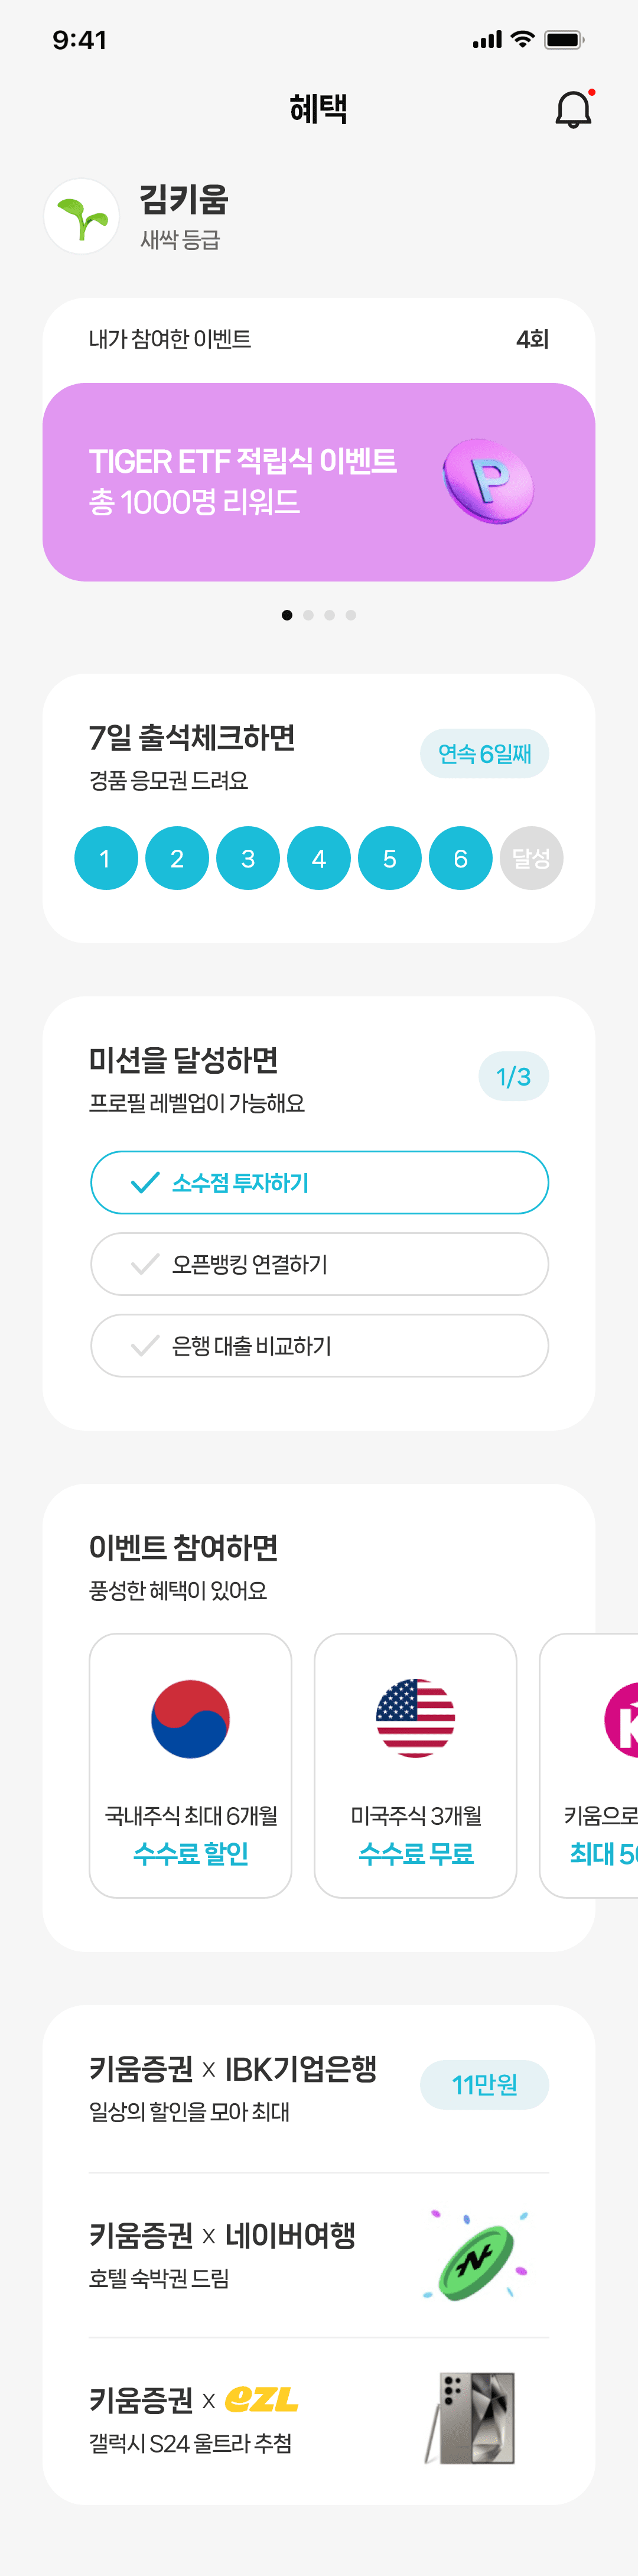 9:41
혜택
김키움
새싹 등급
내가 참여한 이벤트 4회
TIGER ETF 적립식 이벤트
총 1000명 리워드
P
7일 출석체크하면
연속 6일째
경품 응모권 드려요
1 2 3 4 5 6 달성
미션을 달성하면
1/3
프로필 레벨업이 가능해요
소수점 투자하기
오픈뱅킹 연결하기
은행 대출 비교하기
이벤트 참여하면
풍성한 혜택이 있어요
국내주식 최대 6개월
수수료 할인
미국주식 3개월
수수료 무료
K
키움으로
최대 5
키움증권 x IBK기업은행
11만원
일상의 할인을 모아 최대
키움증권 x 네이버여행
N
호텔 숙박권 드림
키움증권 x ezl
갤럭시 S24 울트라 추첨